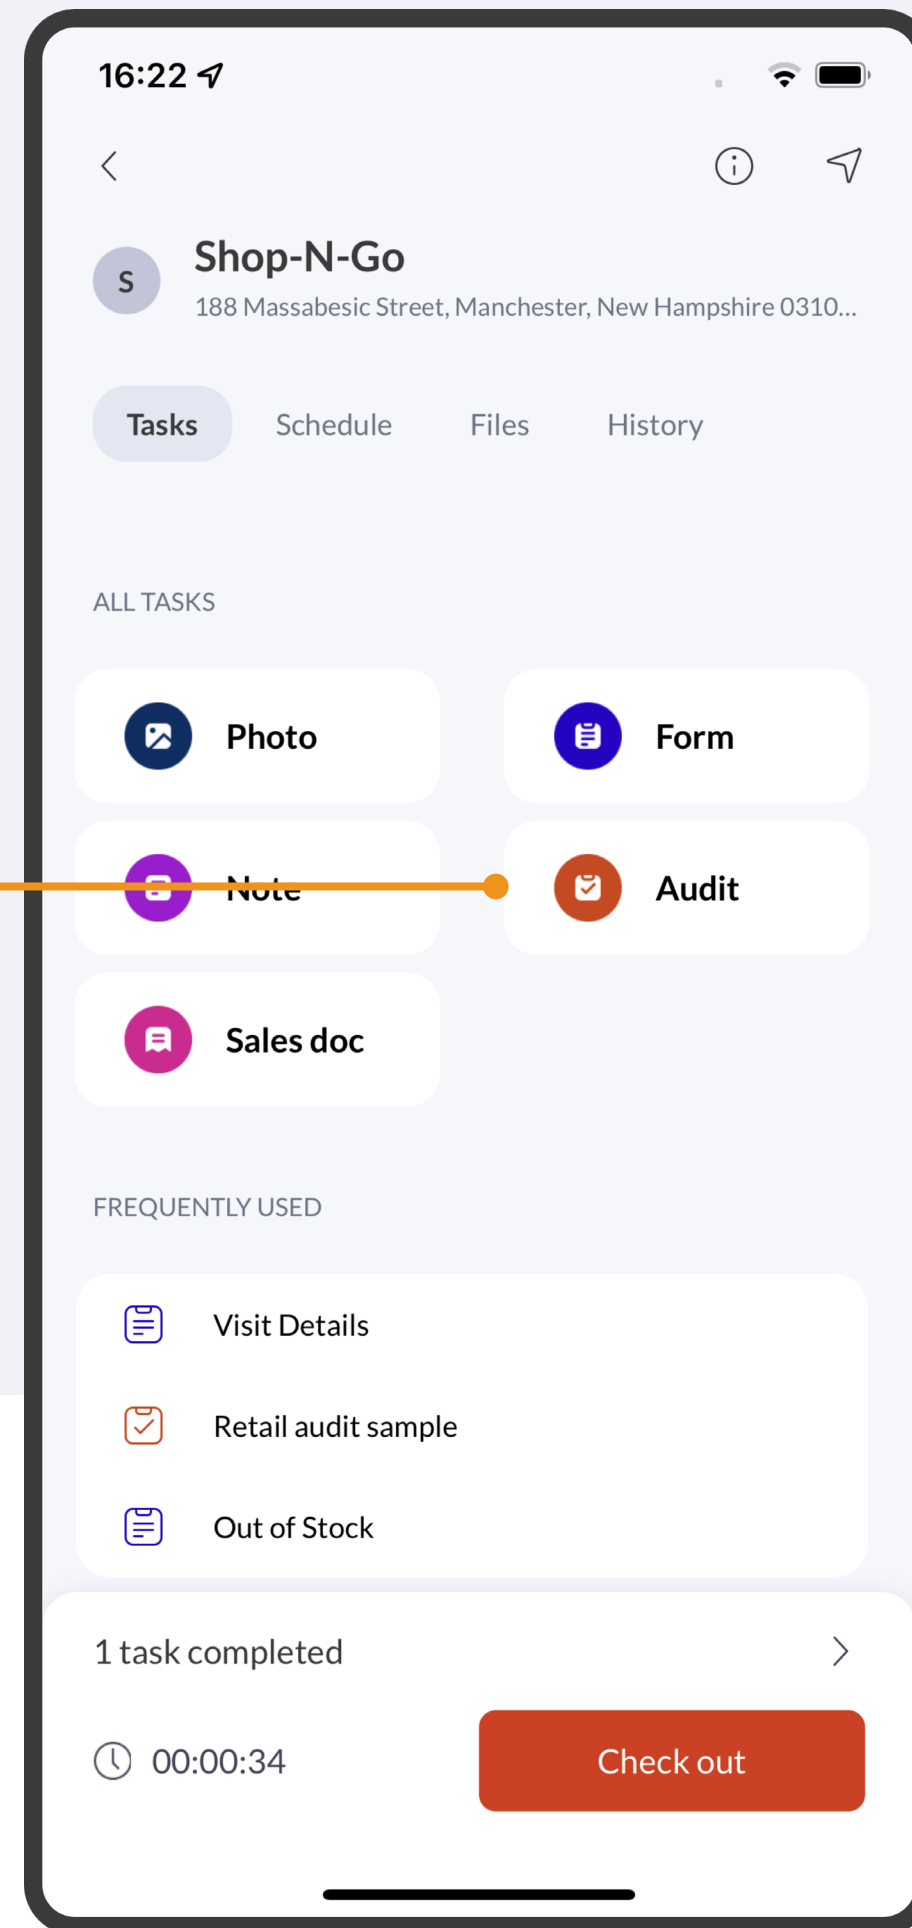 16:22
S
Shop-N-Go
188 Massabesic Street, Manchester, New Hampshire 0310...
Tasks Schedule Files History
ALL TASKS
Photo Form
Note Audit
Sales doc
FREQUENTLY USED
Visit Details
Retail audit sample
Out of Stock
1 task completed
00:00:34 Check out